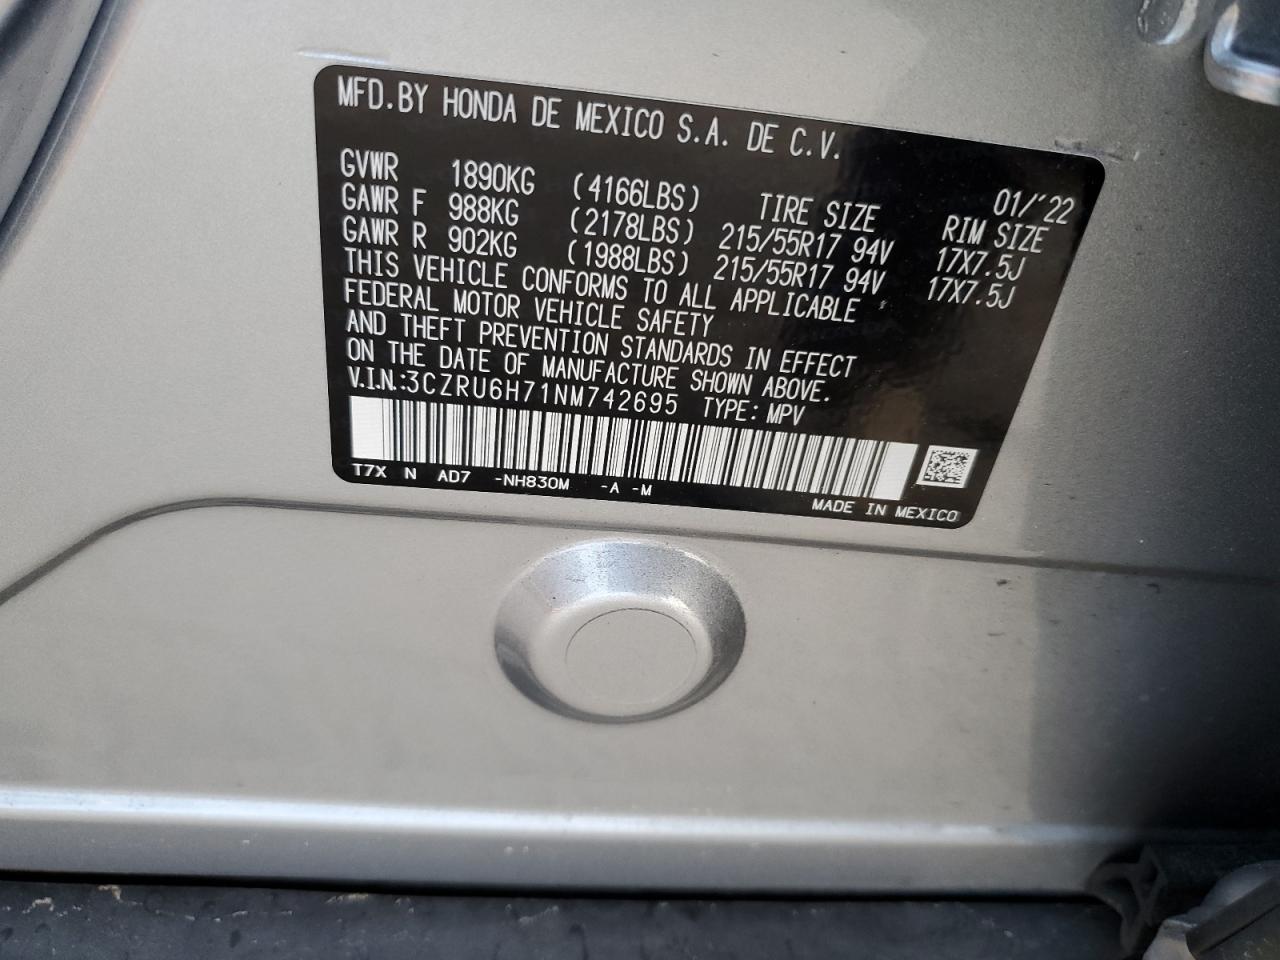 MFD.BY HONDA DE MEXICO S.A. DE C.V.
01/'22
GVWR 1890KG (4166LBS) TIRE SIZE RIM SIZE
GAWR F 988KG (2178LBS) 215/55R17 94V 17X7.5J
GAWR R 902KG (1988LBS) 215/55R17 94V 17X7.5J
THIS VEHICLE CONFORMS TO ALL APPLICABLE
FEDERAL MOTOR VEHICLE SAFETY
AND THEFT PREVENTION STANDARDS IN EFFECT
ON THE DATE OF MANUFACTURE SHOWN ABOVE.
V.I.N.:3CZRU6H71NM742695 TYPE: MPV
T7X N AD7 -NH830M -A -M
MADE IN MEXICO